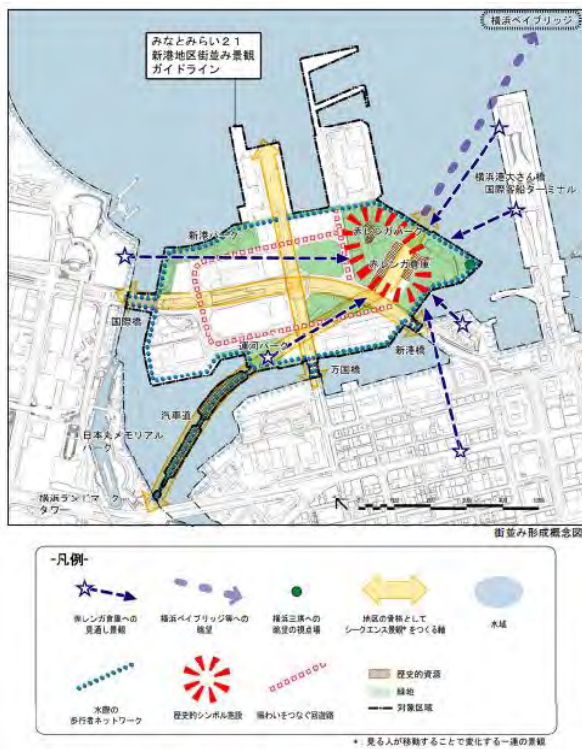 横浜ベイブリッジ
みなとみらい２１
新港地区街並み景観
ガイドライン
横浜港大さん橋
国際客船ターミナル
新港パーク
赤レンガパーク
赤レンガ倉庫
国際橋
運河パーク
新港橋
万国橋
汽車道
日本丸メモリアル
パーク
横浜ランドマーク
タワー
街並み形成概念図
-凡例-
赤レンガ倉庫への
見通し景観
横浜ベイブリッジ等への
眺望
横浜三塔への
眺望の視点場
地区の骨格として
シークエンス景観*をつくる軸
水域
水際の
歩行者ネットワーク
歴史的シンボル施設
賑わいをつなぐ回遊路
歴史的資源
緑地
対象区域
*：見る人が移動することで変化する一連の景観